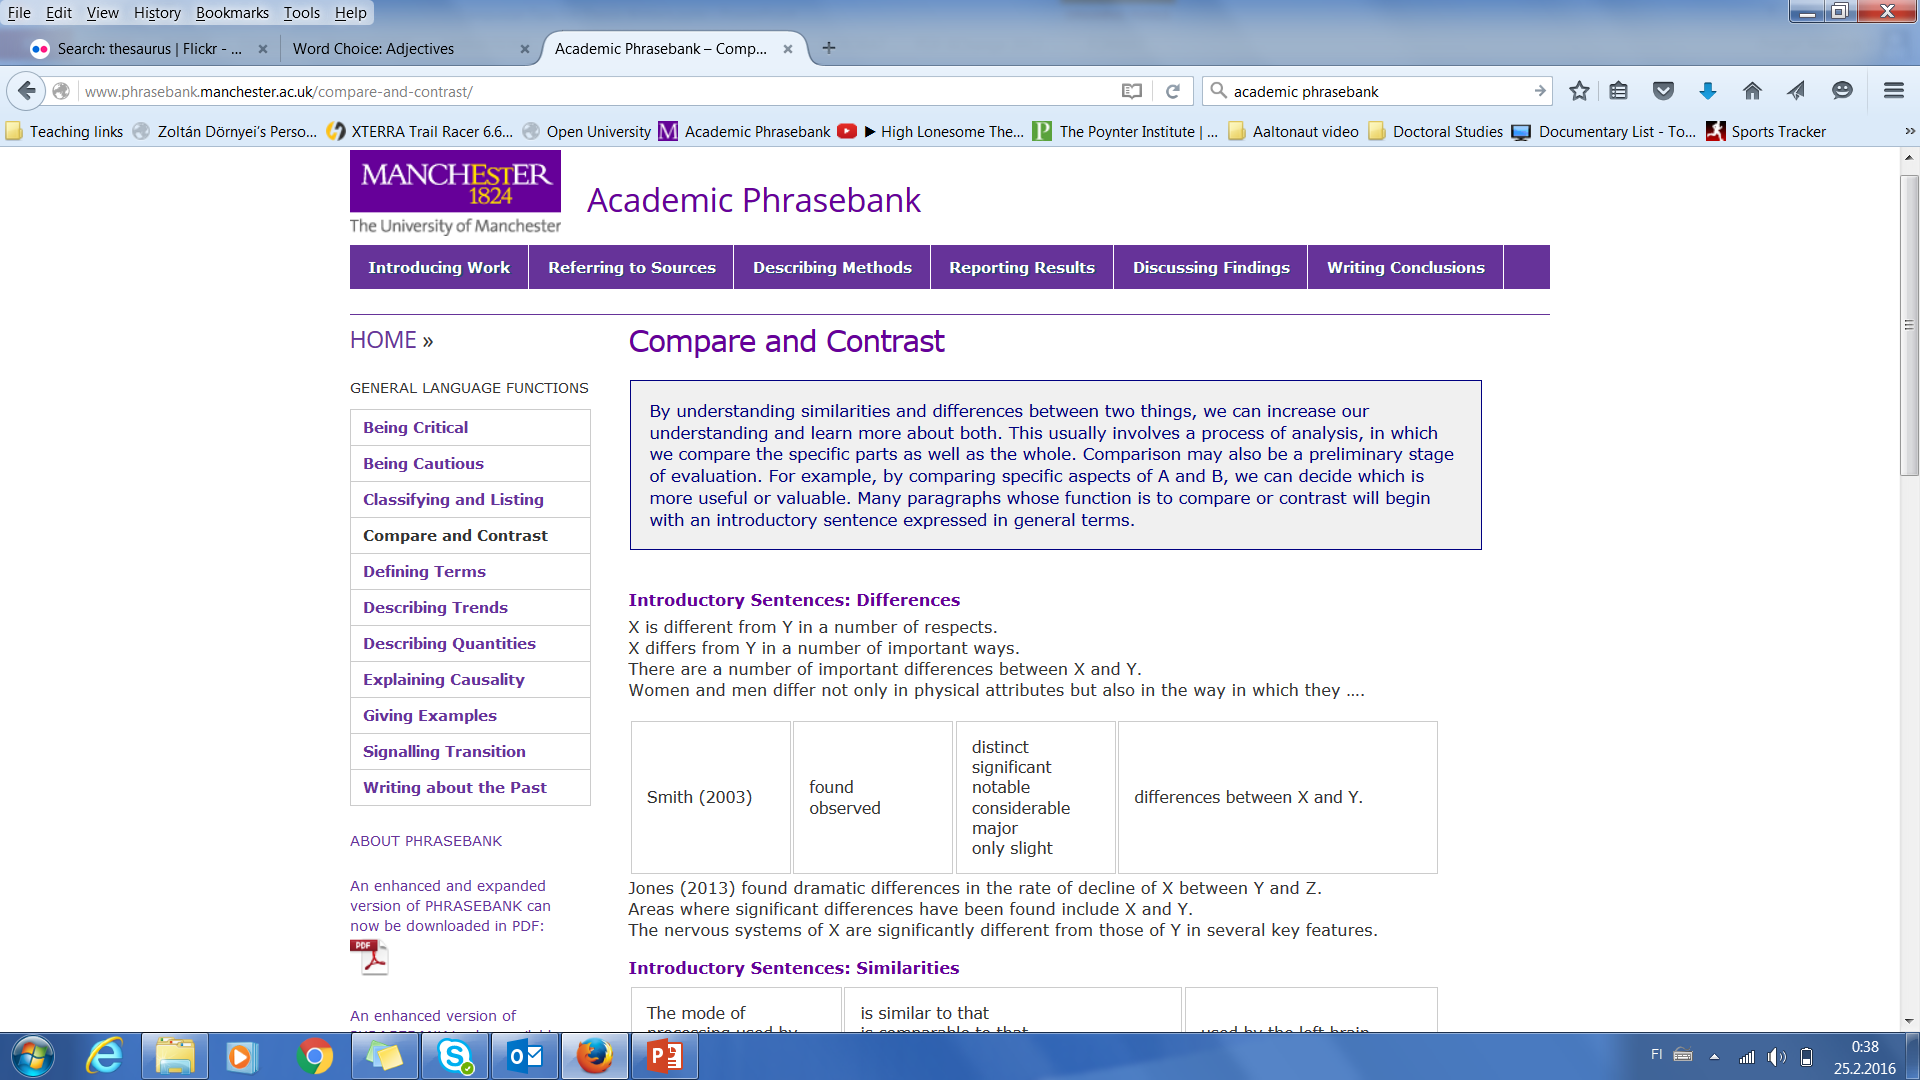 File Edit View History Bookmarks Tools Help
Search: thesaurus | Flickr - ...
Word Choice: Adjectives
Academic Phrasebank – Comp...
www.phrasebank.manchester.ac.uk/compare-and-contrast/
academic phrasebank
Teaching links Zoltán Dörnyei's Perso... XTERRA Trail Racer 6.6... Open University M Academic Phrasebank High Lonesome The... P The Poynter Institute | ... Aaltonaut video Doctoral Studies Documentary List - To... Sports Tracker »
MANCHESTER
1824
The University of Manchester
Academic Phrasebank
Introducing Work Referring to Sources Describing Methods Reporting Results Discussing Findings Writing Conclusions
HOME »
GENERAL LANGUAGE FUNCTIONS
Being Critical
Being Cautious
Classifying and Listing
Compare and Contrast
Defining Terms
Describing Trends
Describing Quantities
Explaining Causality
Giving Examples
Signalling Transition
Writing about the Past
ABOUT PHRASEBANK
An enhanced and expanded
version of PHRASEBANK can
now be downloaded in PDF:
PDF
An enhanced version of
Compare and Contrast
By understanding similarities and differences between two things, we can increase our
understanding and learn more about both. This usually involves a process of analysis, in which
we compare the specific parts as well as the whole. Comparison may also be a preliminary stage
of evaluation. For example, by comparing specific aspects of A and B, we can decide which is
more useful or valuable. Many paragraphs whose function is to compare or contrast will begin
with an introductory sentence expressed in general terms.
Introductory Sentences: Differences
X is different from Y in a number of respects.
X differs from Y in a number of important ways.
There are a number of important differences between X and Y.
Women and men differ not only in physical attributes but also in the way in which they ....
Smith (2003)
found
observed
distinct
significant
notable
considerable
major
only slight
differences between X and Y.
Jones (2013) found dramatic differences in the rate of decline of X between Y and Z.
Areas where significant differences have been found include X and Y.
The nervous systems of X are significantly different from those of Y in several key features.
Introductory Sentences: Similarities
The mode of
processing used by
is similar to that
is comparable to that
used by the left brain
FI
0:38
25.2.2016